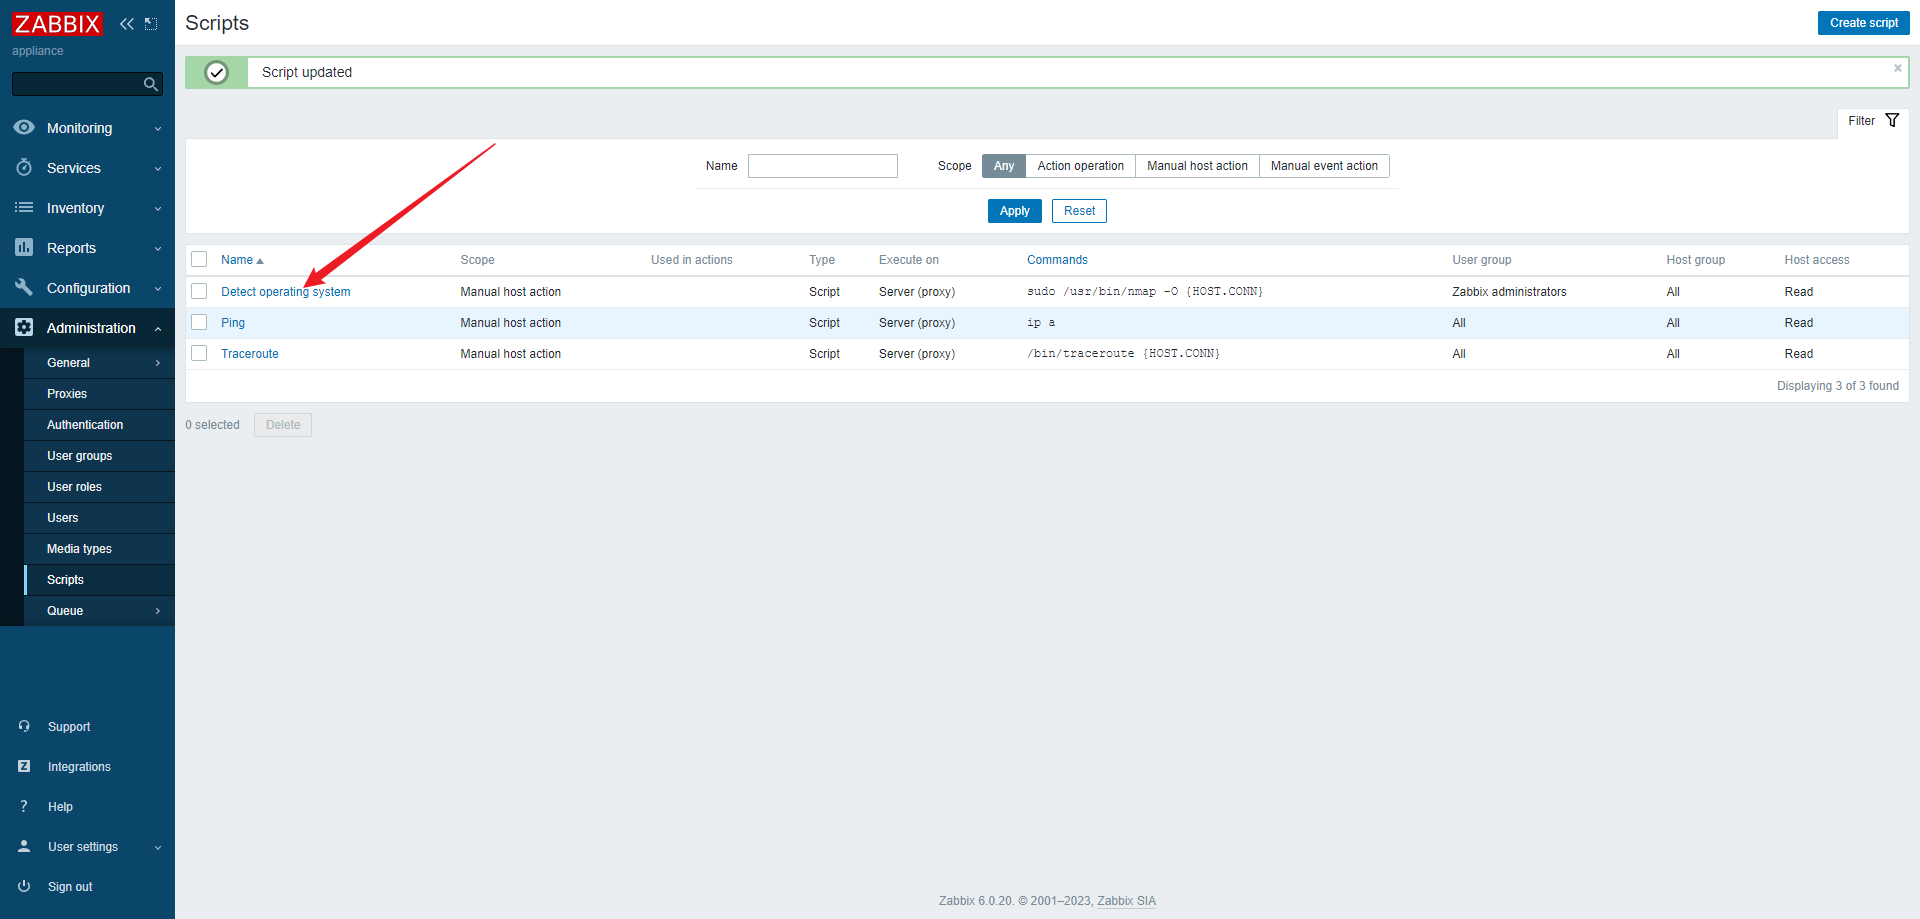 ZABBIX
appliance
Monitoring
Services
Inventory
Reports
Configuration
Administration
General
Proxies
Authentication
User groups
User roles
Users
Media types
Scripts
Queue
Support
Integrations
Help
User settings
Sign out
Scripts
Create script
Script updated
Filter
Name
Scope Any Action operation Manual host action Manual event action
Apply Reset
Name Scope Used in actions Type Execute on Commands User group Host group Host access
Detect operating system Manual host action Script Server (proxy) sudo /usr/bin/nmap -O {HOST.CONN} Zabbix administrators All Read
Ping Manual host action Script Server (proxy) ip a All All Read
Traceroute Manual host action Script Server (proxy) /bin/traceroute {HOST.CONN} All All Read
Displaying 3 of 3 found
0 selected Delete
Zabbix 6.0.20. © 2001–2023, Zabbix SIA